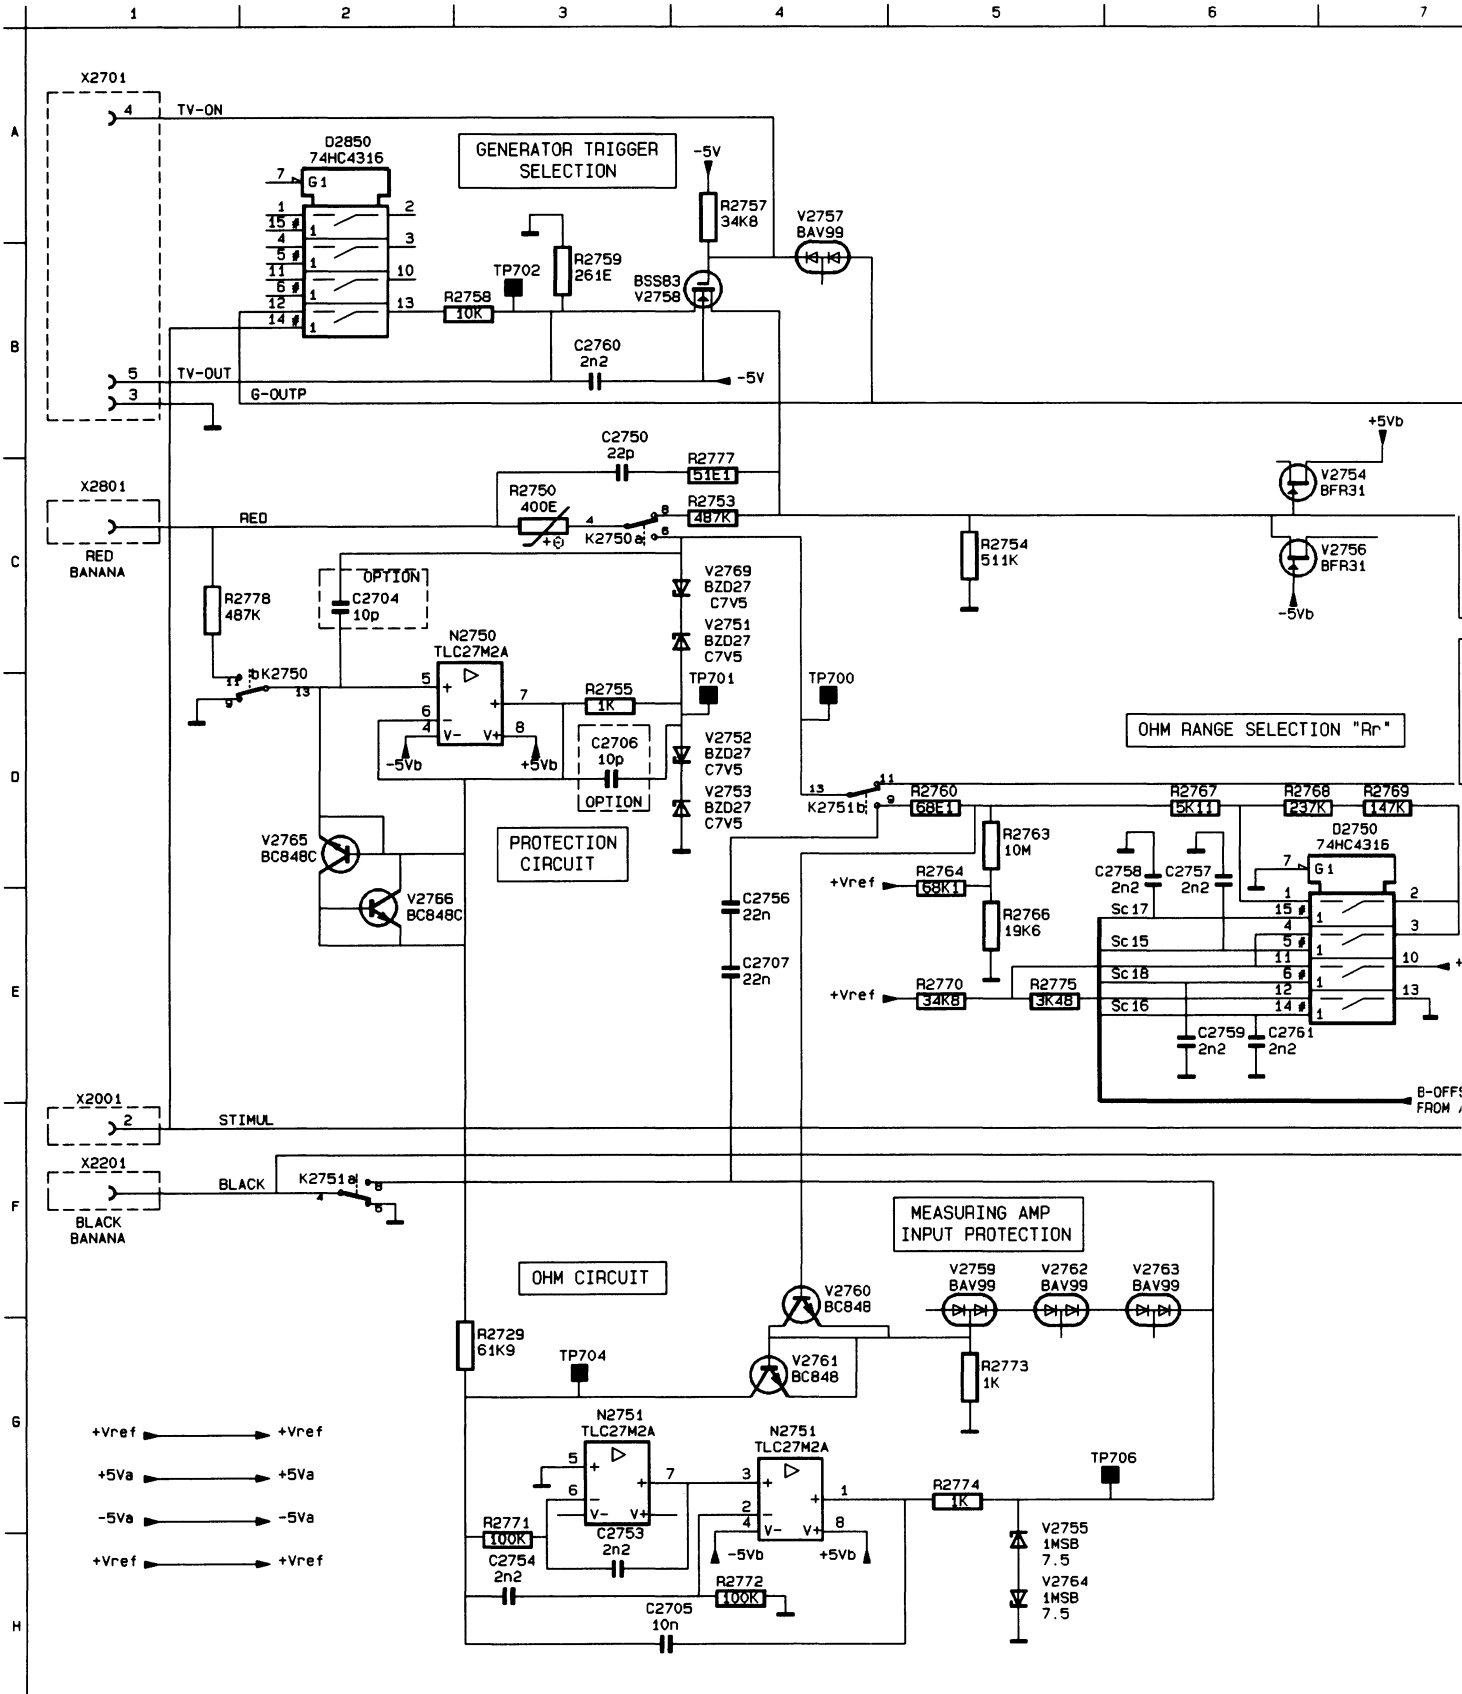 1 2 3 4 5 6 7
A
B
C
D
E
F
G
H
X2701
4 TV-ON
D2850
74HC4316
7 G1
1 2
15 # 1
4 3
5 # 1
11 10
6 # 1
12 13
14 # 1
GENERATOR TRIGGER
SELECTION
-5V
R2757
34K8
V2757
BAV99
TP702
R2759
261E
BSS83
V2758
R2758
10K
C2760
2n2
-5V
5 TV-OUT
3 G-OUTP
+5Vb
C2750
22p
R2777
51E1
V2754
BFR31
X2801
RED
RED
BANANA
R2750
400E
+Θ
4 8
K2750a 6
R2753
487K
R2754
511K
V2756
BFR31
-5Vb
OPTION
C2704
10p
R2778
487K
V2769
BZD27
C7V5
V2751
BZD27
C7V5
N2750
TLC27M2A
11 b K2750
9 13
5 +
6 -
4 V-
+ 7
V+ 8
-5Vb
+5Vb
R2755
1K
TP701
TP700
C2706
10p
OPTION
V2752
BZD27
C7V5
V2753
BZD27
C7V5
OHM RANGE SELECTION "Rr"
13 11
K2751b 9
R2760
68E1
R2767
5K11
R2768
237K
R2769
147K
V2765
BC848C
PROTECTION
CIRCUIT
R2763
10M
D2750
74HC4316
7 G1
1 2
15 # 1
4 3
5 # 1
11 10
6 # 1
12 13
14 # 1
+
C2758
2n2
C2757
2n2
+Vref
R2764
68K1
V2766
BC848C
C2756
22n
R2766
19K6
Sc17
Sc15
Sc18
Sc16
C2707
22n
+Vref
R2770
34K8
R2775
3K48
C2759
2n2
C2761
2n2
B-OFFS
FROM
X2001
2 STIMUL
X2201
BLACK
BLACK
BANANA
K2751a 8
4 6
MEASURING AMP
INPUT PROTECTION
OHM CIRCUIT
V2760
BC848
V2759
BAV99
V2762
BAV99
V2763
BAV99
R2729
61K9
TP704
V2761
BC848
R2773
1K
+Vref +Vref
+5Va +5Va
-5Va -5Va
+Vref +Vref
N2751
TLC27M2A
5 +
6 -
V-
+ 7
V+
N2751
TLC27M2A
3 +
2 -
4 V-
+ 1
V+ 8
-5Vb
+5Vb
R2774
1K
TP706
R2771
100K
C2753
2n2
C2754
2n2
R2772
100K
C2705
10n
V2755
1MSB
7.5
V2764
1MSB
7.5